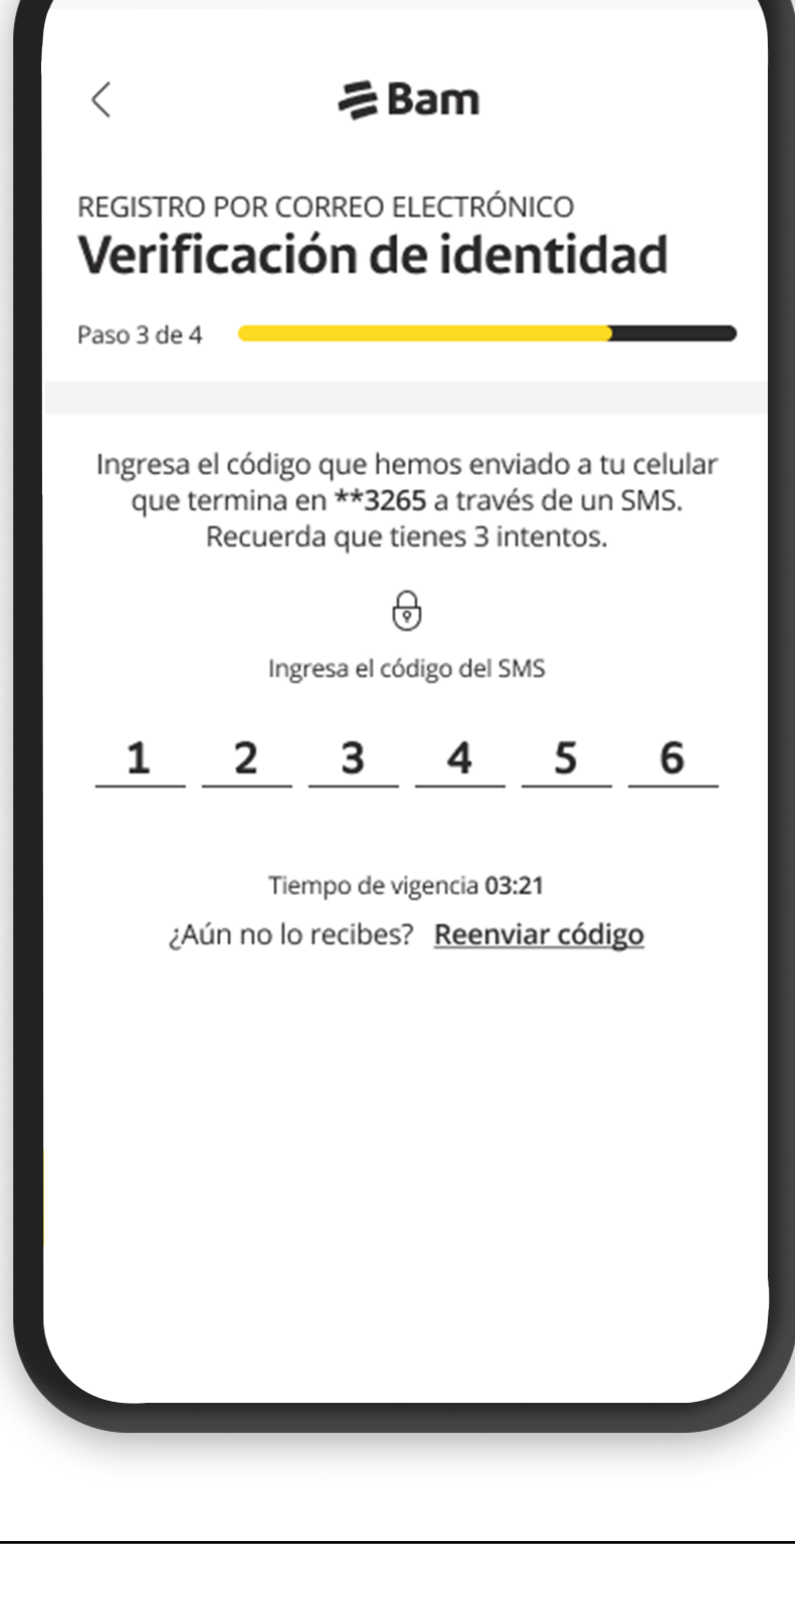 Bam
REGISTRO POR CORREO ELECTRÓNICO
Verificación de identidad
Paso 3 de 4
Ingresa el código que hemos enviado a tu celular
que termina en **3265 a través de un SMS.
Recuerda que tienes 3 intentos.
Ingresa el código del SMS
1 2 3 4 5 6
Tiempo de vigencia 03:21
¿Aún no lo recibes? Reenviar código